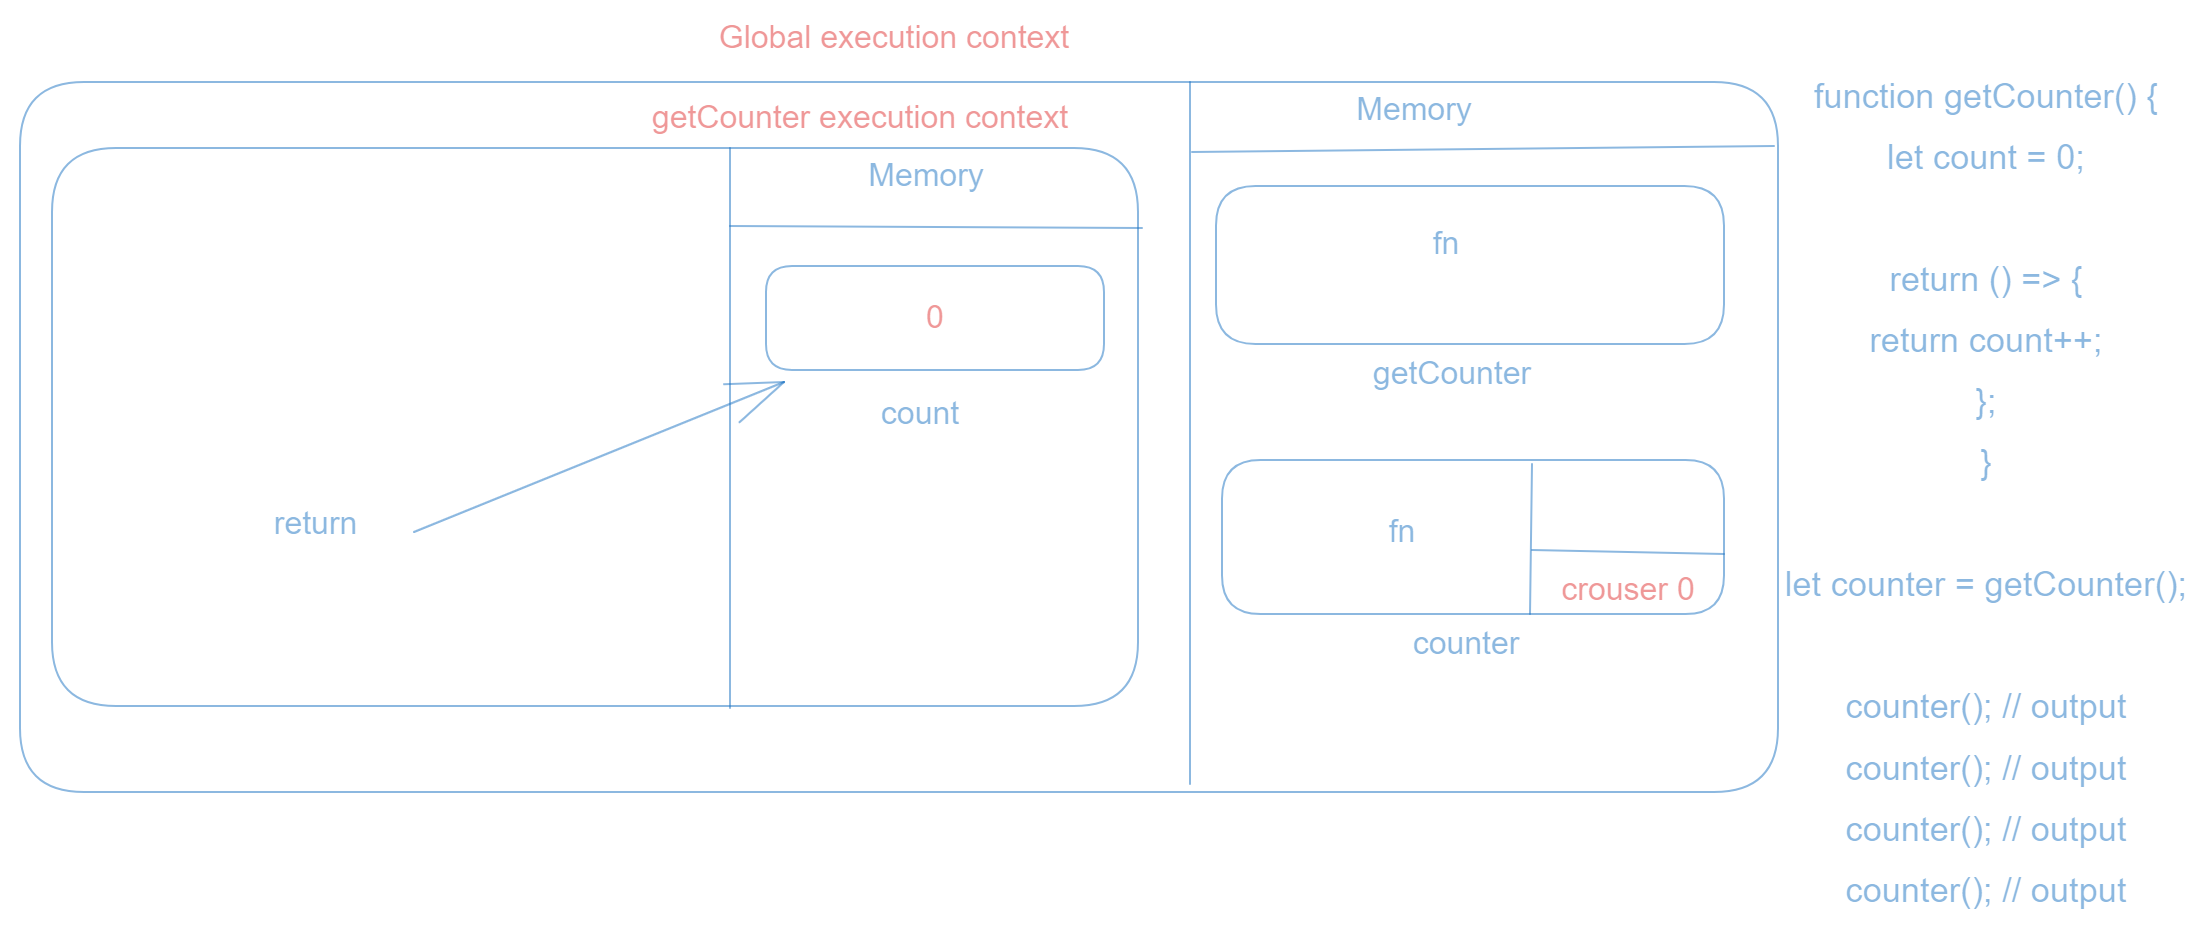 Global execution context
getCounter execution context
Memory
0
count
return
Memory
fn
getCounter
fn
crouser 0
counter
function getCounter() {
let count = 0;
return () => {
return count++;
};
}
let counter = getCounter();
counter(); // output
counter(); // output
counter(); // output
counter(); // output